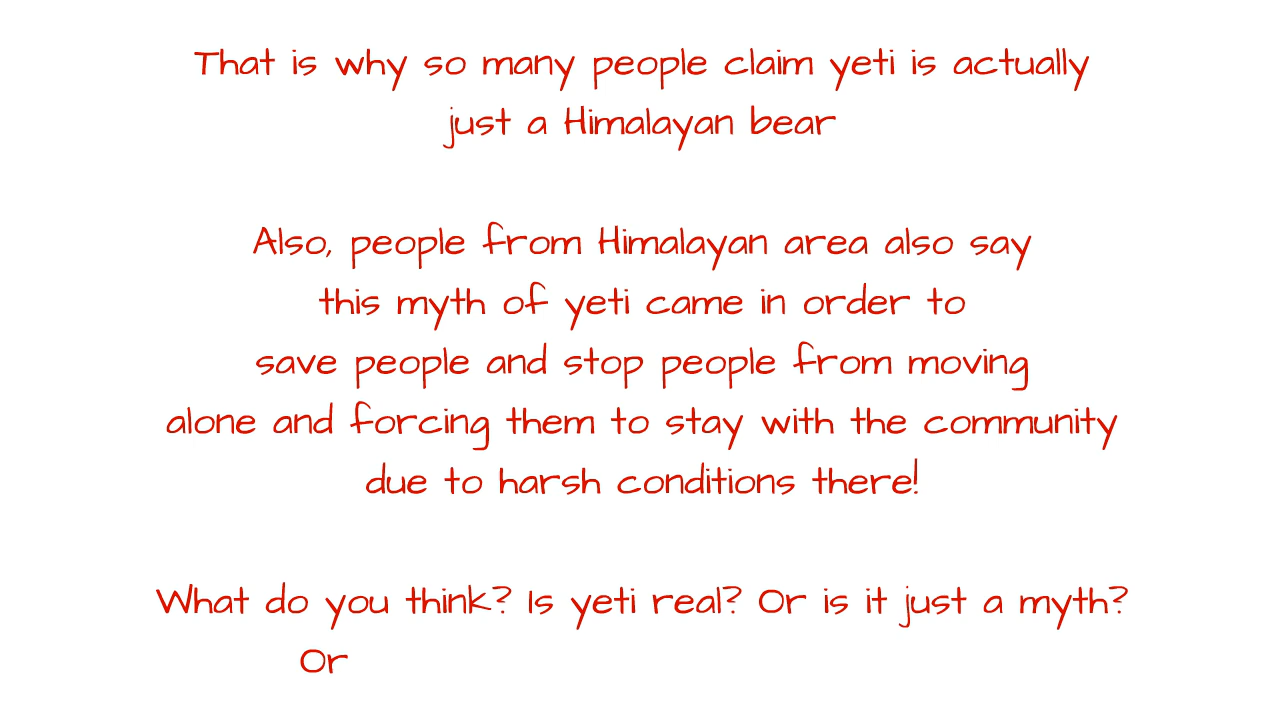 That is why so many people claim yeti is actually
just a Himalayan bear
Also, people from Himalayan area also say
this myth of yeti came in order to
save people and stop people from moving
alone and forcing them to stay with the community
due to harsh conditions there!
What do you think? Is yeti real? Or is it just a myth?
Or